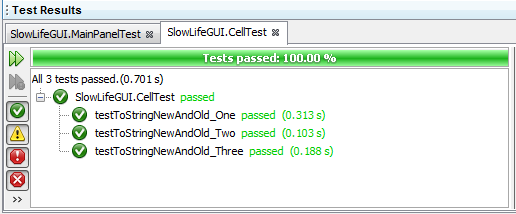 Test Results
SlowLifeGUI.MainPanelTest SlowLifeGUI.CellTest
Tests passed: 100.00 %
All 3 tests passed.(0.701 s)
SlowLifeGUI.CellTest passed
testToStringNewAndOld_One passed (0.313 s)
testToStringNewAndOld_Two passed (0.103 s)
testToStringNewAndOld_Three passed (0.188 s)
>>